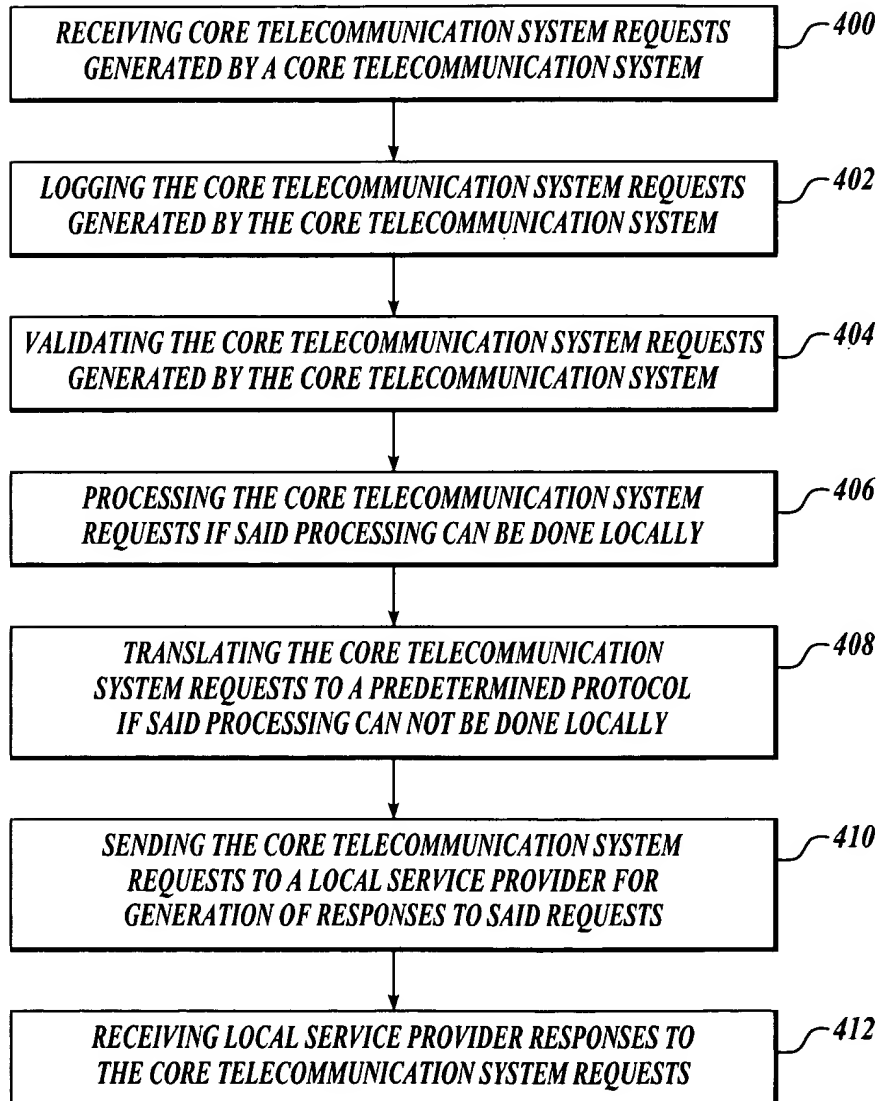 RECEIVING CORE TELECOMMUNICATION SYSTEM REQUESTS
GENERATED BY A CORE TELECOMMUNICATION SYSTEM
400
LOGGING THE CORE TELECOMMUNICATION SYSTEM REQUESTS
GENERATED BY THE CORE TELECOMMUNICATION SYSTEM
402
VALIDATING THE CORE TELECOMMUNICATION SYSTEM REQUESTS
GENERATED BY THE CORE TELECOMMUNICATION SYSTEM
404
PROCESSING THE CORE TELECOMMUNICATION SYSTEM
REQUESTS IF SAID PROCESSING CAN BE DONE LOCALLY
406
TRANSLATING THE CORE TELECOMMUNICATION
SYSTEM REQUESTS TO A PREDETERMINED PROTOCOL
IF SAID PROCESSING CAN NOT BE DONE LOCALLY
408
SENDING THE CORE TELECOMMUNICATION SYSTEM
REQUESTS TO A LOCAL SERVICE PROVIDER FOR
GENERATION OF RESPONSES TO SAID REQUESTS
410
RECEIVING LOCAL SERVICE PROVIDER RESPONSES TO
THE CORE TELECOMMUNICATION SYSTEM REQUESTS
412